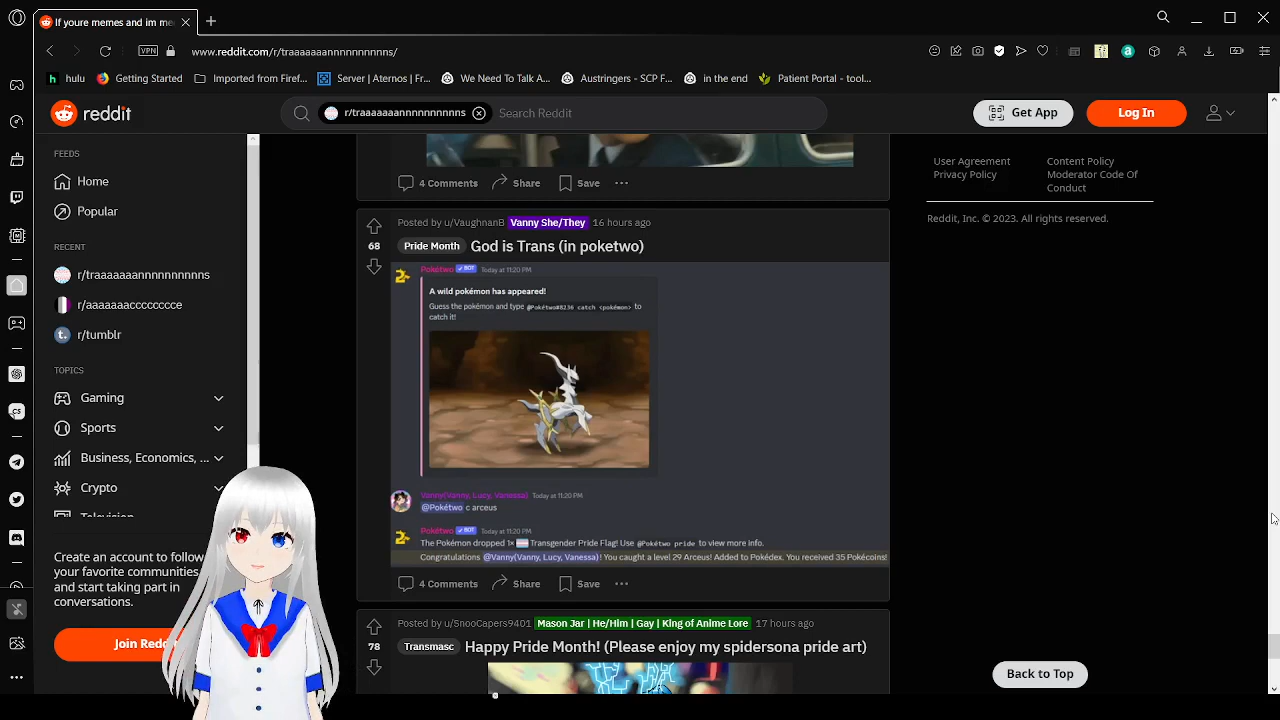 If youre memes and im me
VPN
www.reddit.com/r/traaaaaaannnnnnnnnns/
hulu
Getting Started
Imported from Firef...
Server | Aternos | Fr...
We Need To Talk A...
Austringers - SCP F...
in the end
Patient Portal - tool...
reddit
r/traaaaaaannnnnnnnnns
Search Reddit
Get App
Log In
FEEDS
Home
Popular
RECENT
r/traaaaaaannnnnnnnnns
r/aaaaaaacccccccce
r/tumblr
TOPICS
Gaming
Sports
Business, Economics, ...
Crypto
Television
Create an account to follow
your favorite communities
and start taking part in
conversations.
Join Redd
4 Comments
Share
Save
Posted by u/VaughnanB Vanny She/They 16 hours ago
68
Pride Month God is Trans (in poketwo)
Pokétwo BOT Today at 11:20 PM
A wild pokémon has appeared!
Guess the pokémon and type @Pokétwo#8236 catch <pokémon> to
catch it!
Vanny(Vanny, Lucy, Vanessa) Today at 11:20 PM
@Pokétwo c arceus
Pokétwo BOT Today at 11:20 PM
The Pokémon dropped 1× Transgender Pride Flag! Use @Pokétwo pride to view more info.
Congratulations @Vanny(Vanny, Lucy, Vanessa)! You caught a level 29 Arceus! Added to Pokédex. You received 35 Pokécoins!
4 Comments
Share
Save
Posted by u/SnooCapers9401 Mason Jar | He/Him | Gay | King of Anime Lore 17 hours ago
78
Transmasc Happy Pride Month! (Please enjoy my spidersona pride art)
User Agreement
Privacy Policy
Content Policy
Moderator Code Of
Conduct
Reddit, Inc. © 2023. All rights reserved.
Back to Top